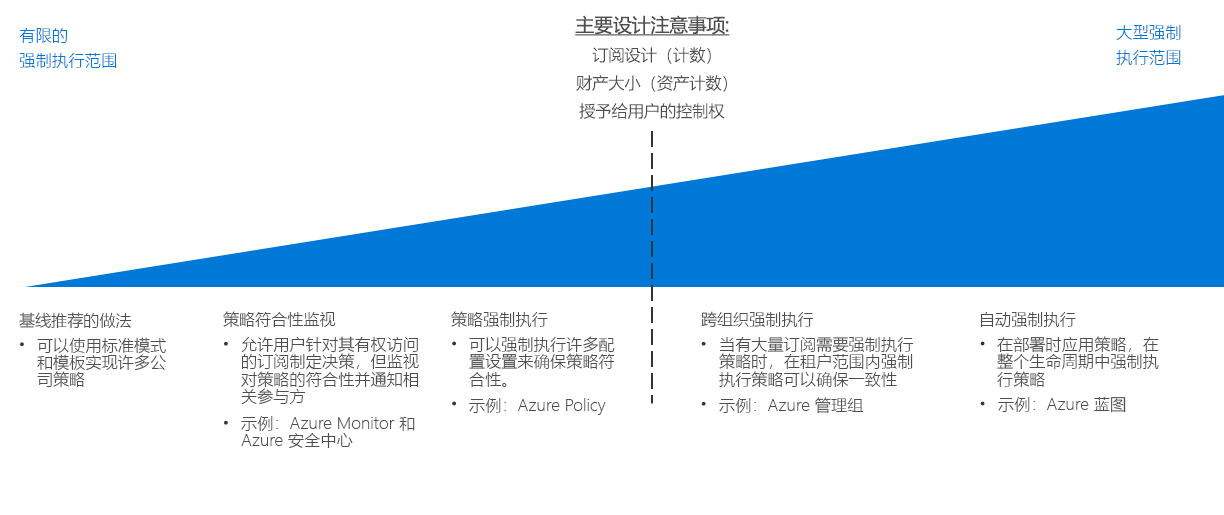 有限的
强制执行范围
主要设计注意事项:
订阅设计（计数）
财产大小（资产计数）
授予给用户的控制权
大型强制
执行范围
基线推荐的做法
• 可以使用标准模式
和模板实现许多公
司策略
策略符合性监视
• 允许用户针对其有权访问
的订阅制定决策，但监视
对策略的符合性并通知相
关参与方
• 示例：Azure Monitor 和
Azure 安全中心
策略强制执行
• 可以强制执行许多配
置设置来确保策略符
合性。
• 示例：Azure Policy
跨组织强制执行
• 当有大量订阅需要强制执行
策略时，在租户范围内强制
执行策略可以确保一致性
• 示例：Azure 管理组
自动强制执行
• 在部署时应用策略，在
整个生命周期中强制执
行策略
• 示例：Azure 蓝图